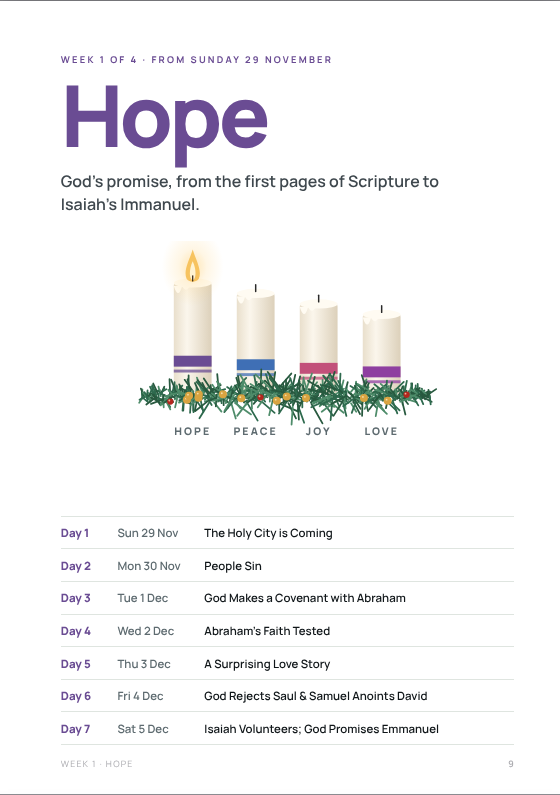 WEEK 1 OF 4 · FROM SUNDAY 29 NOVEMBER
Hope
God's promise, from the first pages of Scripture to
Isaiah's Immanuel.
HOPE PEACE JOY LOVE
Day 1 Sun 29 Nov The Holy City is Coming
Day 2 Mon 30 Nov People Sin
Day 3 Tue 1 Dec God Makes a Covenant with Abraham
Day 4 Wed 2 Dec Abraham's Faith Tested
Day 5 Thu 3 Dec A Surprising Love Story
Day 6 Fri 4 Dec God Rejects Saul & Samuel Anoints David
Day 7 Sat 5 Dec Isaiah Volunteers; God Promises Emmanuel
WEEK 1 · HOPE 9